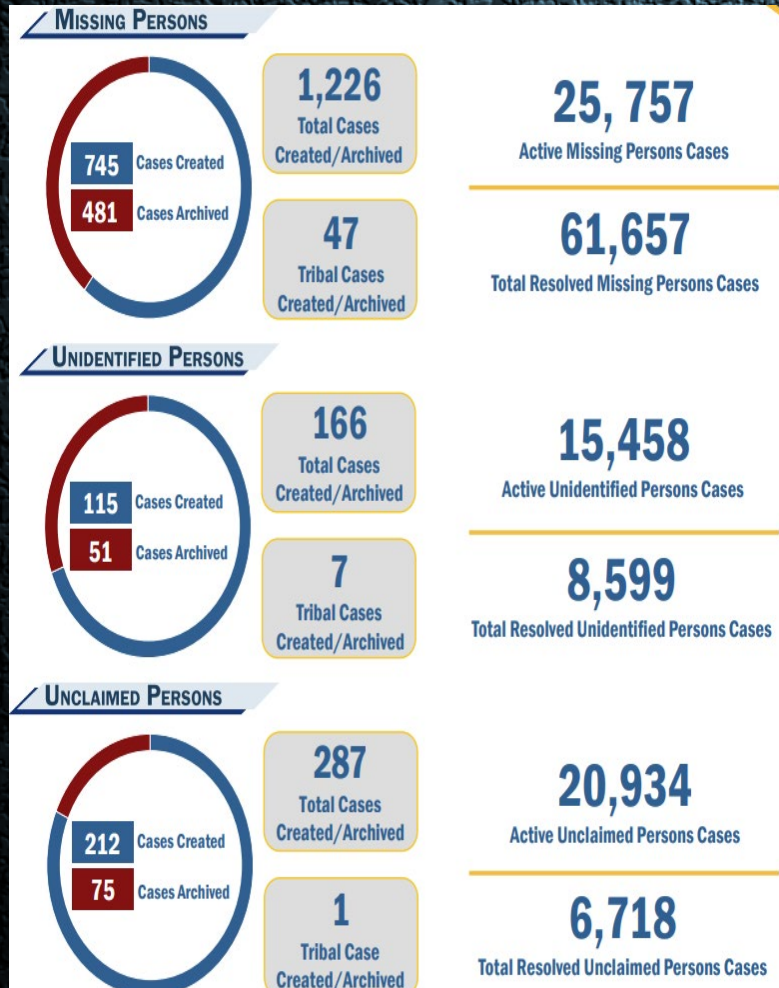 MISSING PERSONS
745 Cases Created
481 Cases Archived
1,226
Total Cases
Created/Archived
47
Tribal Cases
Created/Archived
25, 757
Active Missing Persons Cases
61,657
Total Resolved Missing Persons Cases
UNIDENTIFIED PERSONS
115 Cases Created
51 Cases Archived
166
Total Cases
Created/Archived
7
Tribal Cases
Created/Archived
15,458
Active Unidentified Persons Cases
8,599
Total Resolved Unidentified Persons Cases
UNCLAIMED PERSONS
212 Cases Created
75 Cases Archived
287
Total Cases
Created/Archived
1
Tribal Case
Created/Archived
20,934
Active Unclaimed Persons Cases
6,718
Total Resolved Unclaimed Persons Cases